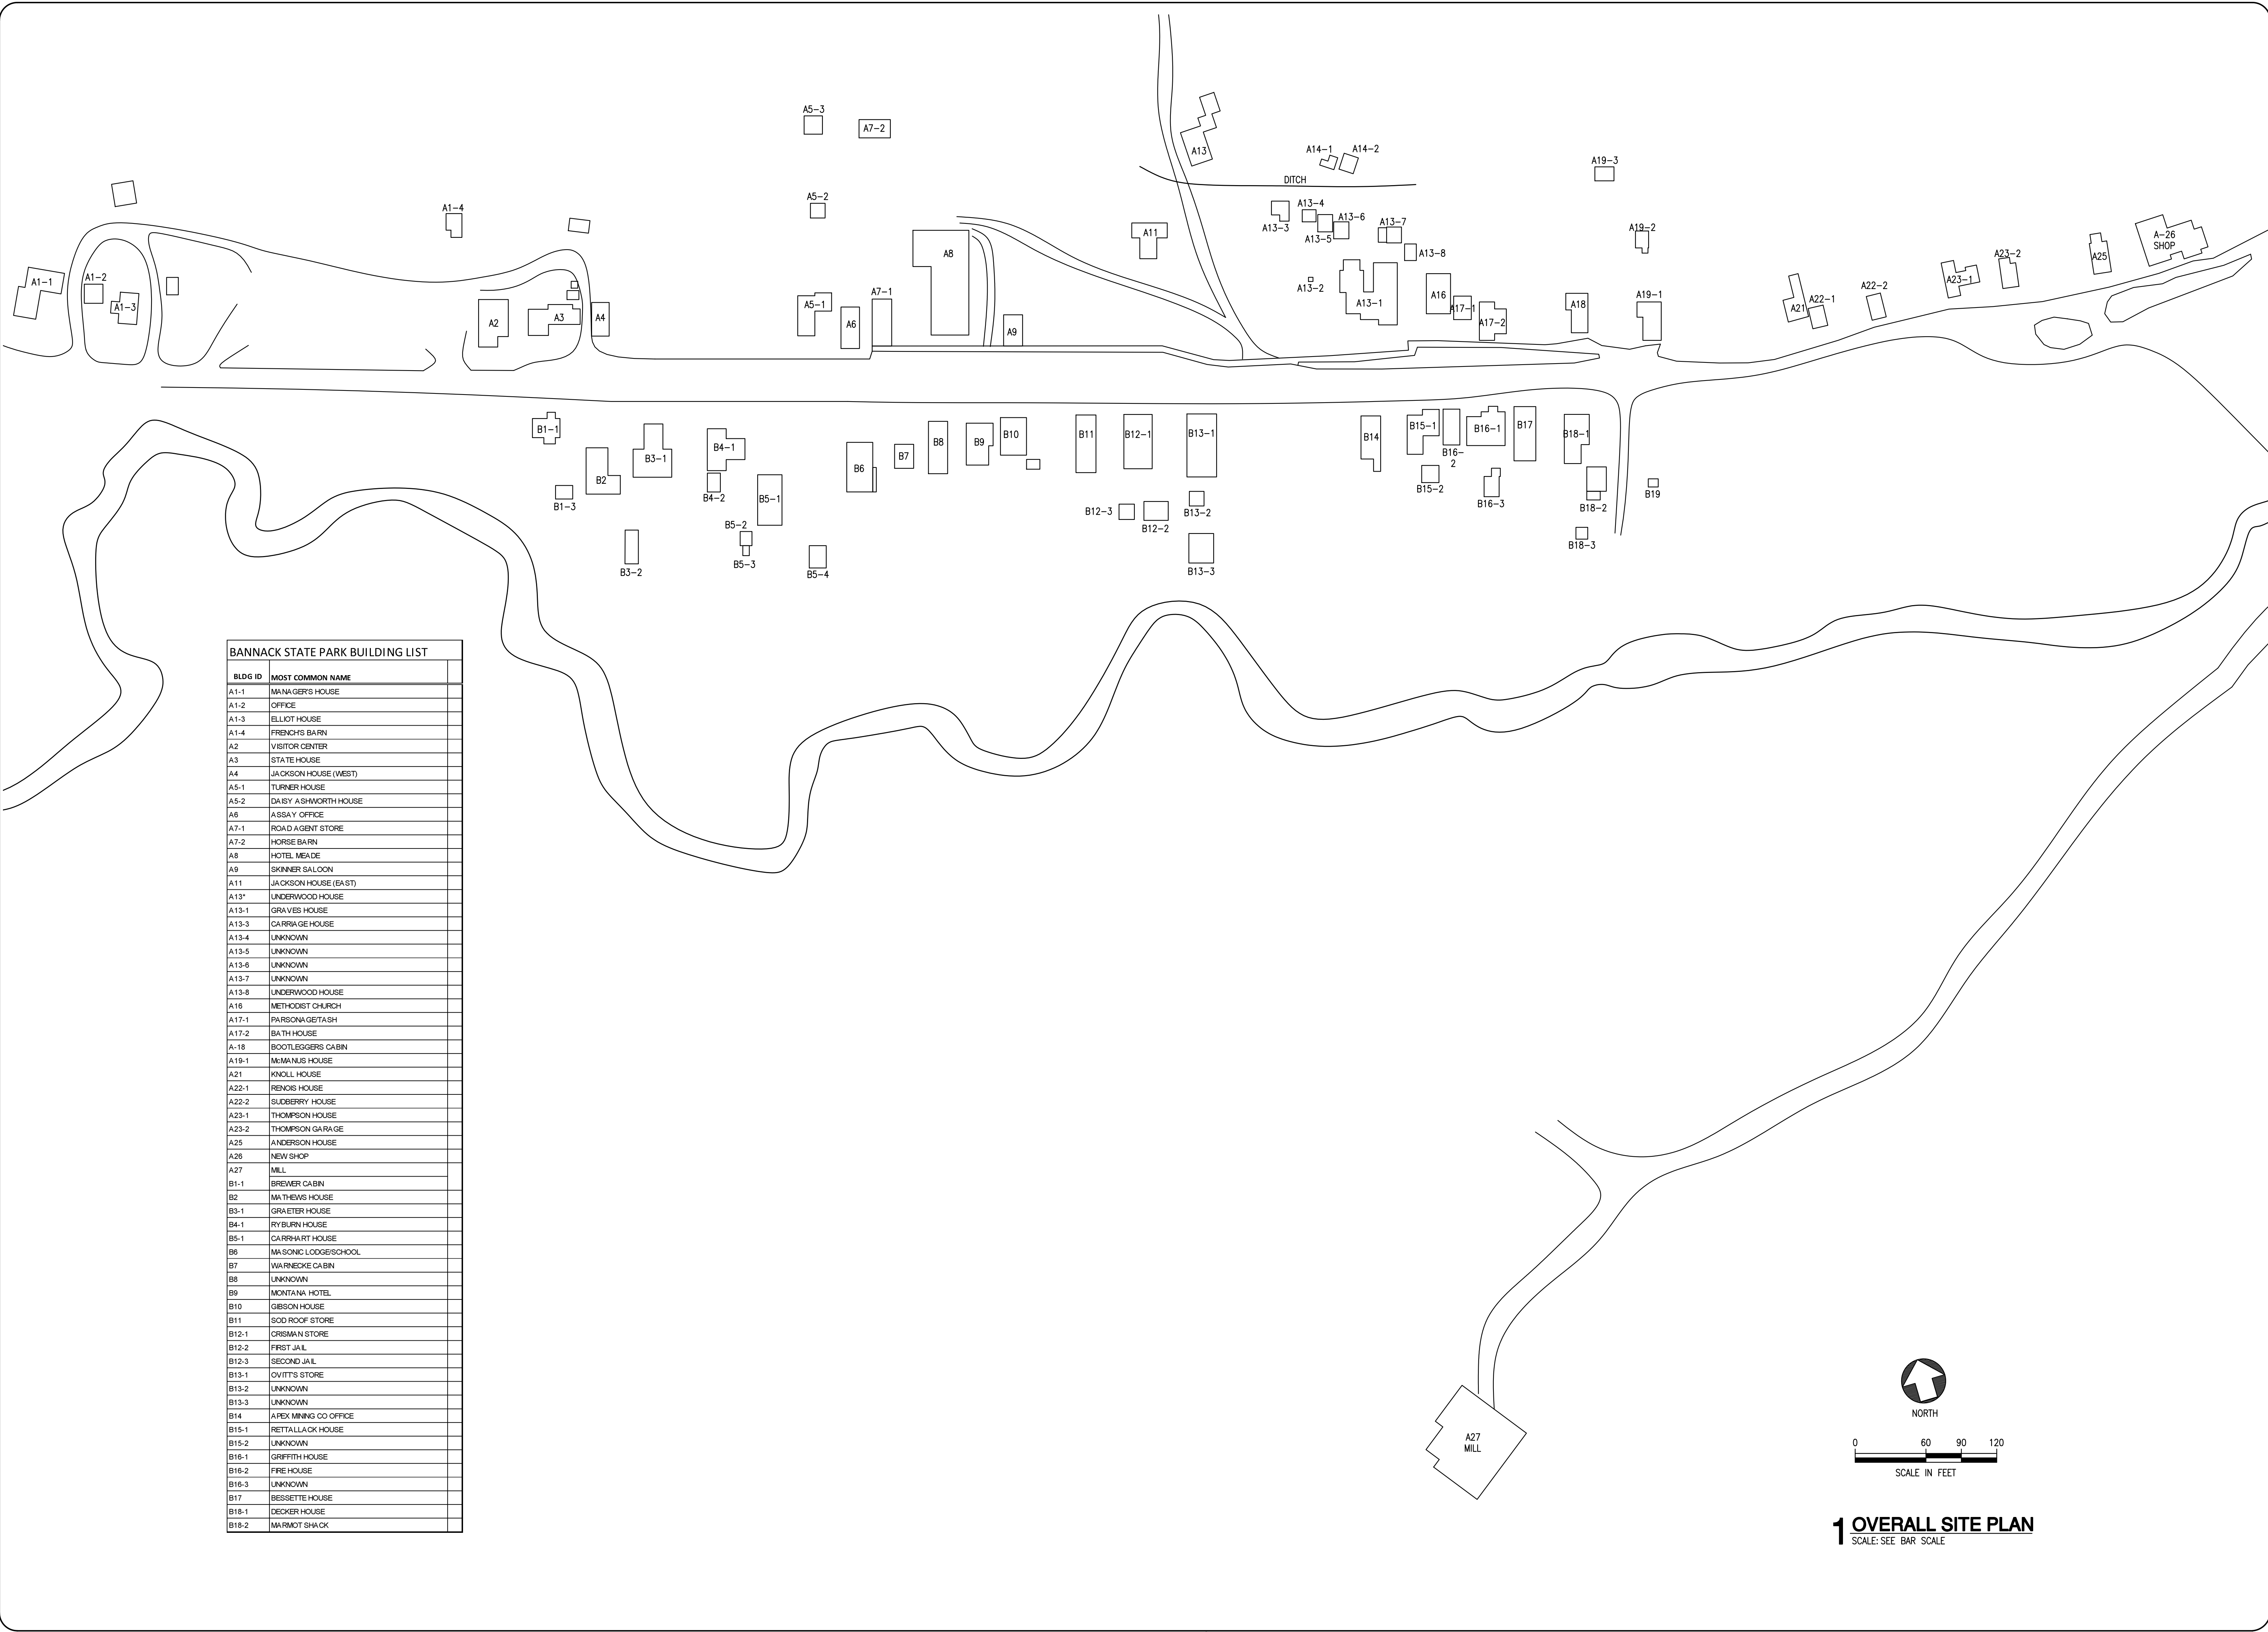 A5-3
A7-2
A13
A14-1
A14-2
A19-3
DITCH
A1-4
A5-2
A13-4
A13-6
A13-7
A13-3
A13-5
A13-8
A11
A19-2
A-26
SHOP
A8
A25
A23-2
A23-1
A1-2
A1-1
A1-3
A13-2
A22-2
A7-1
A16
A19-1
A13-1
A22-1
A5-1
A18
A17-1
A21
A3
A4
A2
A6
A17-2
A9
B1-1
B4-1
B3-1
B8
B9
B10
B11
B12-1
B13-1
B14
B15-1
B16-1
B17
B18-1
B7
B16-
2
B6
B2
B4-2
B5-1
B15-2
B19
B1-3
B16-3
B18-2
B12-3
B13-2
B5-2
B12-2
B18-3
B5-3
B3-2
B5-4
B13-3
BANNACK STATE PARK BUILDING LIST
BLDG ID MOST COMMON NAME
A1-1 MANAGER'S HOUSE
A1-2 OFFICE
A1-3 ELLIOT HOUSE
A1-4 FRENCH'S BARN
A2 VISITOR CENTER
A3 STATE HOUSE
A4 JACKSON HOUSE (WEST)
A5-1 TURNER HOUSE
A5-2 DAISY ASHWORTH HOUSE
A6 ASSAY OFFICE
A7-1 ROAD AGENT STORE
A7-2 HORSE BARN
A8 HOTEL MEADE
A9 SKINNER SALOON
A11 JACKSON HOUSE (EAST)
A13* UNDERWOOD HOUSE
A13-1 GRAVES HOUSE
A13-3 CARRIAGE HOUSE
A13-4 UNKNOWN
A13-5 UNKNOWN
A13-6 UNKNOWN
A13-7 UNKNOWN
A13-8 UNDERWOOD HOUSE
A16 METHODIST CHURCH
A17-1 PARSONAGE/TASH
A17-2 BATH HOUSE
A-18 BOOTLEGGERS CABIN
A19-1 McMANUS HOUSE
A21 KNOLL HOUSE
A22-1 RENOIS HOUSE
A22-2 SUDBERRY HOUSE
A23-1 THOMPSON HOUSE
A23-2 THOMPSON GARAGE
A25 ANDERSON HOUSE
A26 NEW SHOP
A27 MILL
B1-1 BREWER CABIN
B2 MATHEWS HOUSE
B3-1 GRAETER HOUSE
B4-1 RYBURN HOUSE
B5-1 CARRHART HOUSE
B6 MASONIC LODGE/SCHOOL
B7 WARNECKE CABIN
B8 UNKNOWN
B9 MONTANA HOTEL
B10 GIBSON HOUSE
B11 SOD ROOF STORE
B12-1 CRISMAN STORE
B12-2 FIRST JAIL
B12-3 SECOND JAIL
B13-1 OVITT'S STORE
B13-2 UNKNOWN
B13-3 UNKNOWN
B14 APEX MINING CO OFFICE
B15-1 RETTALLACK HOUSE
B15-2 UNKNOWN
B16-1 GRIFFITH HOUSE
B16-2 FIRE HOUSE
B16-3 UNKNOWN
B17 BESSETTE HOUSE
B18-1 DECKER HOUSE
B18-2 MARMOT SHACK
A27
MILL
NORTH
0 60 90 120
SCALE IN FEET
1 OVERALL SITE PLAN
SCALE: SEE BAR SCALE